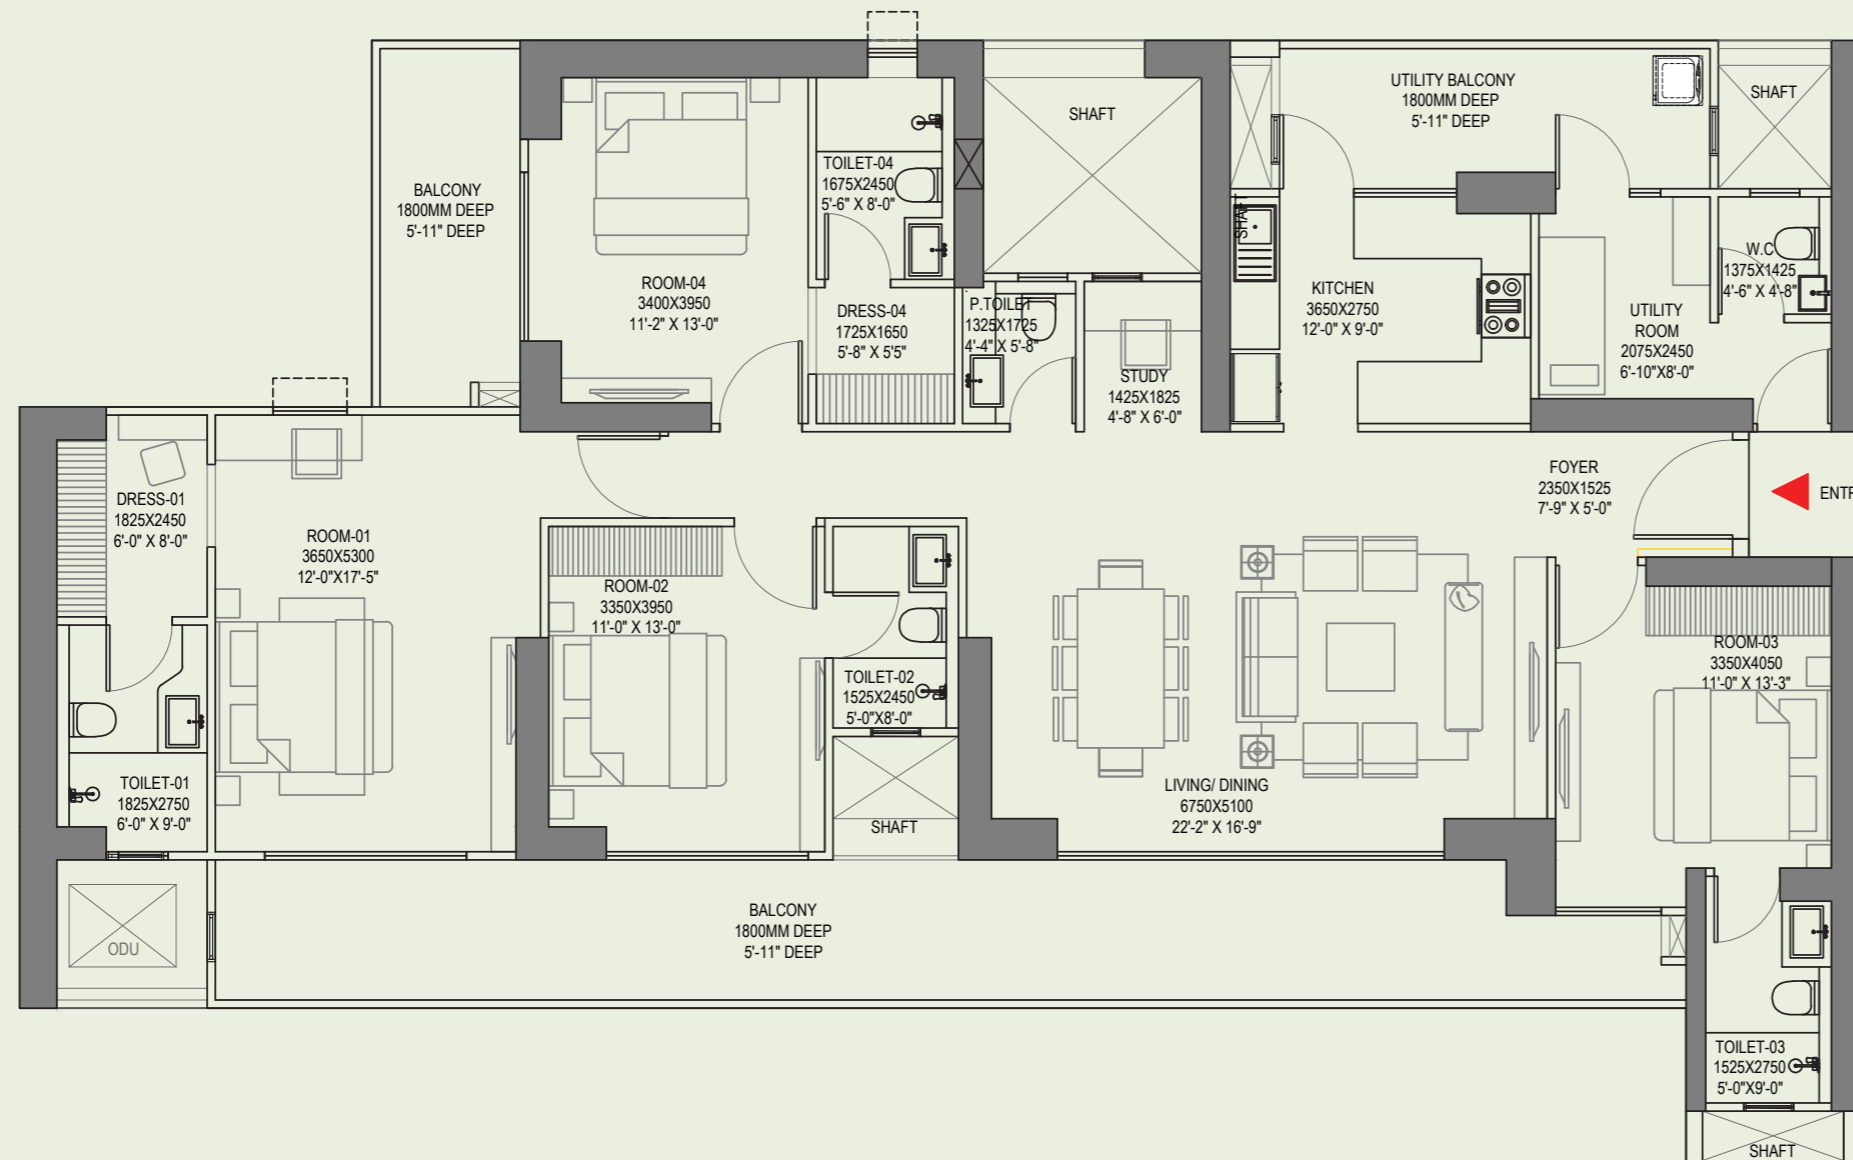 BALCONY
1800MM DEEP
5'-11" DEEP
ROOM-04
3400X3950
11'-2" X 13'-0"
TOILET-04
1675X2450
5'-6" X 8'-0"
DRESS-04
1725X1650
5'-8" X 5'5"
SHAFT
P.TOILET
1325X1725
4'-4" X 5'-8"
STUDY
1425X1825
4'-8" X 6'-0"
SHAFT
KITCHEN
3650X2750
12'-0" X 9'-0"
UTILITY BALCONY
1800MM DEEP
5'-11" DEEP
SHAFT
W.C
1375X1425
4'-6" X 4'-8"
UTILITY
ROOM
2075X2450
6'-10"X8'-0"
DRESS-01
1825X2450
6'-0" X 8'-0"
ROOM-01
3650X5300
12'-0"X17'-5"
ROOM-02
3350X3950
11'-0" X 13'-0"
TOILET-02
1525X2450
5'-0"X8'-0"
FOYER
2350X1525
7'-9" X 5'-0"
ENTR
ROOM-03
3350X4050
11'-0" X 13'-3"
TOILET-01
1825X2750
6'-0" X 9'-0"
SHAFT
LIVING/ DINING
6750X5100
22'-2" X 16'-9"
ODU
BALCONY
1800MM DEEP
5'-11" DEEP
TOILET-03
1525X2750
5'-0"X9'-0"
SHAFT